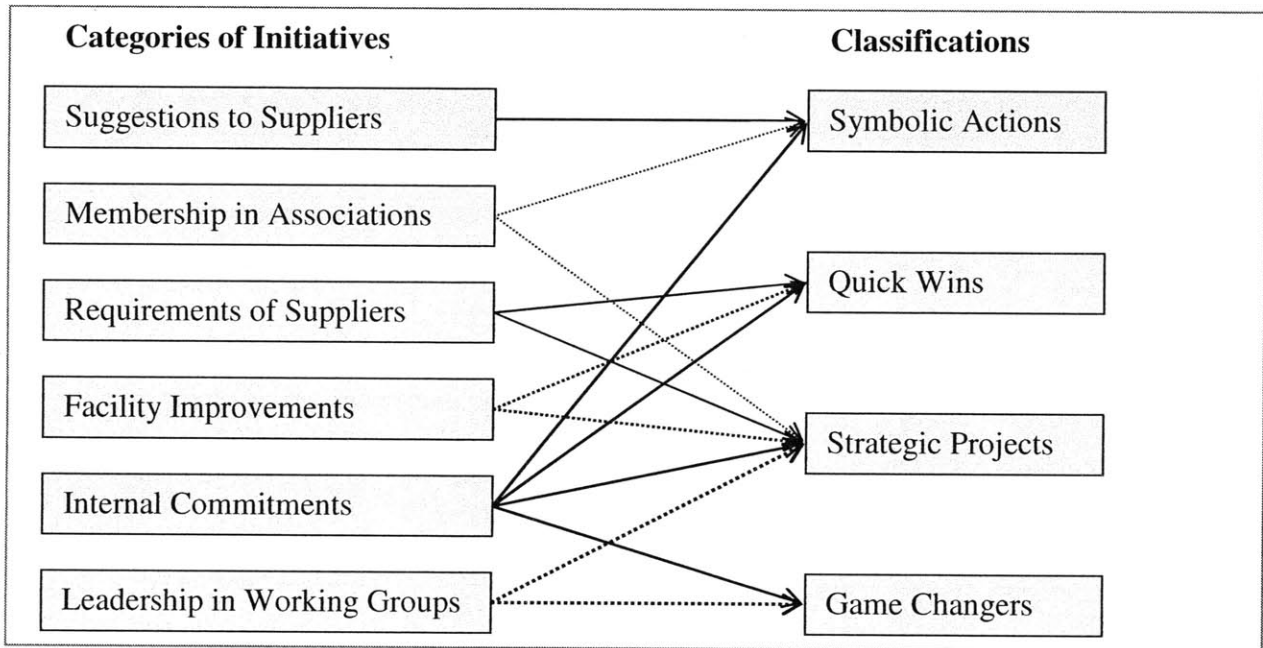 Categories of Initiatives
Classifications
Suggestions to Suppliers
Symbolic Actions
Membership in Associations
Quick Wins
Requirements of Suppliers
Facility Improvements
Strategic Projects
Internal Commitments
Leadership in Working Groups
Game Changers